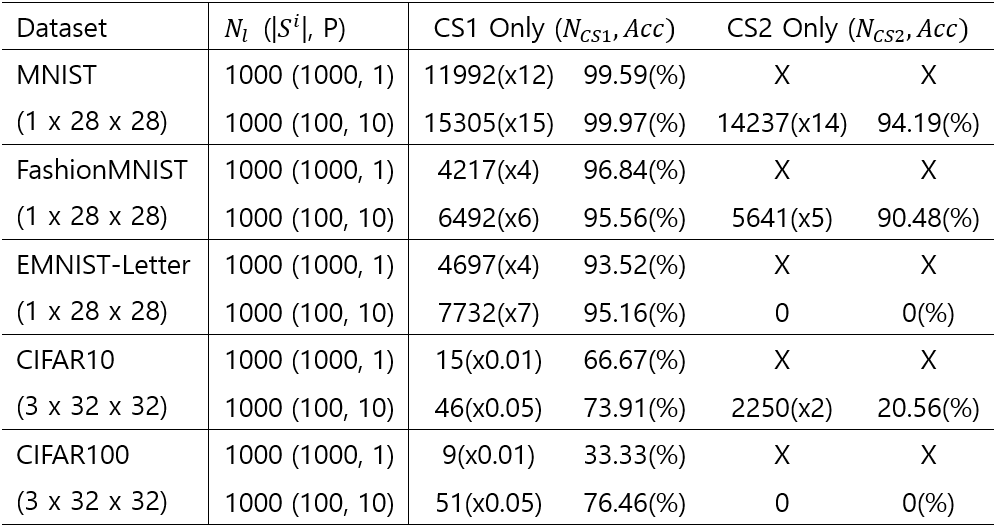 Dataset N_l (|S^i|, P) CS1 Only (N_CS1, Acc) CS2 Only (N_CS2, Acc)
MNIST 1000 (1000, 1) 11992(x12) 99.59(%) X X
(1 x 28 x 28) 1000 (100, 10) 15305(x15) 99.97(%) 14237(x14) 94.19(%)
FashionMNIST 1000 (1000, 1) 4217(x4) 96.84(%) X X
(1 x 28 x 28) 1000 (100, 10) 6492(x6) 95.56(%) 5641(x5) 90.48(%)
EMNIST-Letter 1000 (1000, 1) 4697(x4) 93.52(%) X X
(1 x 28 x 28) 1000 (100, 10) 7732(x7) 95.16(%) 0 0(%)
CIFAR10 1000 (1000, 1) 15(x0.01) 66.67(%) X X
(3 x 32 x 32) 1000 (100, 10) 46(x0.05) 73.91(%) 2250(x2) 20.56(%)
CIFAR100 1000 (1000, 1) 9(x0.01) 33.33(%) X X
(3 x 32 x 32) 1000 (100, 10) 51(x0.05) 76.46(%) 0 0(%)